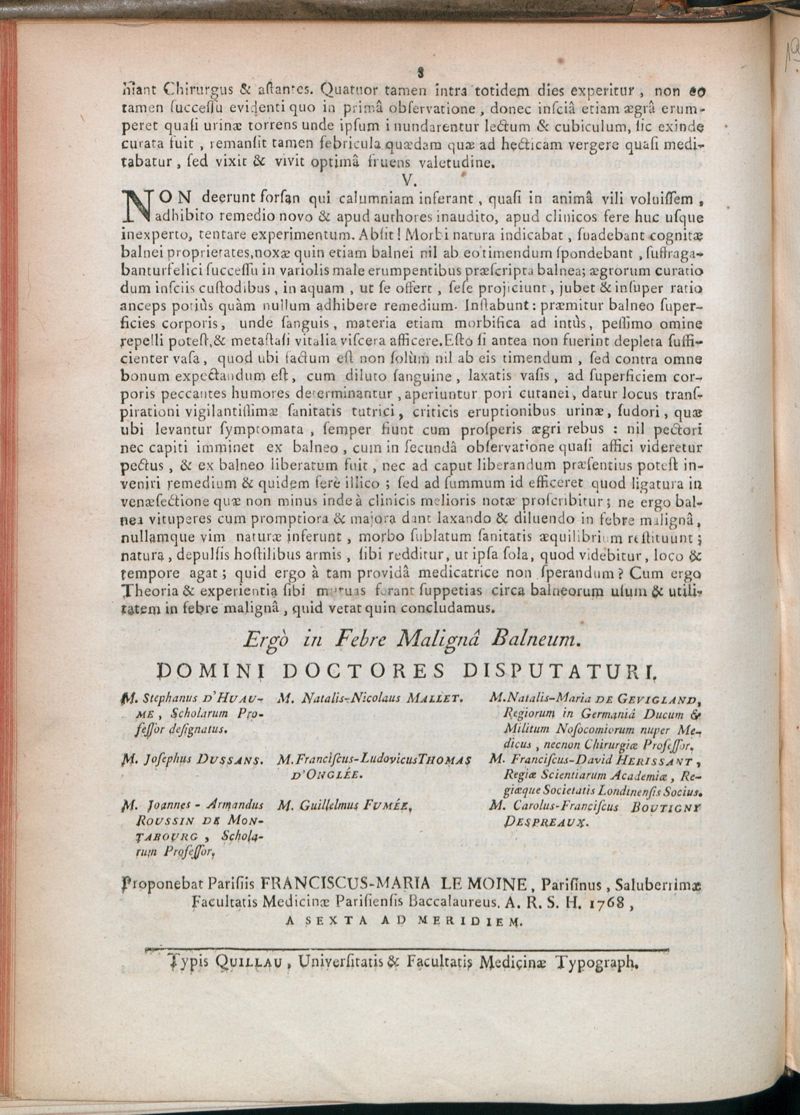 8
hiant Chirurgus & aſtantes. Quatuor tamen intra totidem dies experitur, non eo
tamen ſucceſſu evidenti quo in primâ obſervatione, donec inſciâ etiam ægrâ erum-
peret quaſi urinæ torrens unde ipſum inundarentur lectum & cubiculum, ſic exinde
curata fuit, remanſit tamen febricula quædam quæ ad hecticam vergere quaſi medi-
tabatur, ſed vixit & vivit optimâ fruens valetudine.
V.
NON deerunt forſan qui calumniam inferant, quaſi in animâ vili voluiſſem,
adhibito remedio novo & apud authores inaudito, apud clinicos fere huc uſque
inexperto, tentare experimentum. Abſit! Morbi natura indicabat, ſuadebant cognitæ
balnei proprietates, noxæ quin etiam balnei nil ab eo timendum ſpondebant, ſuffraga-
bantur felici ſucceſſu in variolis male erumpentibus præſcripta balnea; ægrorum curatio
dum inſciis cuſtodibus, in aquam, ut ſe offert, ſeſe projiciunt, jubet & inſuper ratio
anceps potiùs quàm nullum adhibere remedium. Inſtabunt: præmitur balneo ſuper-
ficies corporis, unde ſanguis, materia etiam morbifica ad intùs, peſſimo omine
repelli poteſt, & metaſtaſi vitalia viſcera afficere. Eſto ſi antea non fuerint depleta ſuffi-
cienter vaſa, quod ubi factum eſt non ſolùm nil ab eis timendum, ſed contra omne
bonum expectandum eſt, cum diluto ſanguine, laxatis vaſis, ad ſuperficiem cor-
poris peccantes humores determinantur, aperiuntur pori cutanei, datur locus tranſ-
pirationi vigilantiſſimæ ſanitatis tutrici, criticis eruptionibus urinæ, ſudori, quæ
ubi levantur ſymptomata, ſemper fiunt cum proſperis ægri rebus : nil pectori
nec capiti imminet ex balneo, cum in ſecundâ obſervatione quaſi affici videretur
pectus, & ex balneo liberatum fuit, nec ad caput liberandum præſentius poteſt in-
veniri remedium & quidem ferè illico ; ſed ad ſummum id efficeret quod ligatura in
venæſectione quæ non minus inde à clinicis melioris notæ proſcribitur; ne ergo bal-
nea vituperes cum promptiora & majora dant laxando & diluendo in febre malignâ,
nullamque vim naturæ inferunt, morbo ſublatum ſanitatis æquilibrium reſtituunt;
natura, depulſis hoſtilibus armis, ſibi redditur, ut ipſa ſola, quod videbitur, loco &
tempore agat; quid ergo à tam providâ medicatrice non ſperandum? Cum ergo
Theoria & experientia ſibi mutuas ferant ſuppetias circa balneorum uſum & utili-
tatem in febre malignâ, quid vetat quin concludamus.
Ergò in Febre Malignâ Balneum.
DOMINI DOCTORES DISPUTATURI,
M. Stephanus D'HUAU-
ME, Scholarum Pro-
feſſor deſignatus.
M. Natalis-Nicolaus MALLET.
M. Natalis-Maria DE GEVIGLAND,
Regiorum in Germaniâ Ducum &
Militum Noſocomiorum nuper Me-
dicus, necnon Chirurgiæ Profeſſor.
M. Joſephus DUSSANS.
M. Franciſcus-Ludovicus THOMAS
D'ONGLÉE.
M. Franciſcus-David HERISSANT,
Regiæ Scientiarum Academiæ, Re-
giæque Societatis Londinenſis Socius.
M. Joannes-Armandus
ROUSSIN DE MON-
TABOURG, Schola-
rum Profeſſor,
M. Guillelmus FUMÉE,
M. Carolus-Franciſcus BOUTIGNY
DESPREAUX.
Proponebat Pariſiis FRANCISCUS-MARIA LE MOINE, Pariſinus, Saluberrimæ
Facultatis Medicinæ Pariſienſis Baccalaureus. A. R. S. H. 1768,
A SEXTA AD MERIDIEM.
Typis QUILLAU, Univerſitatis & Facultatis Medicinæ Typograph.